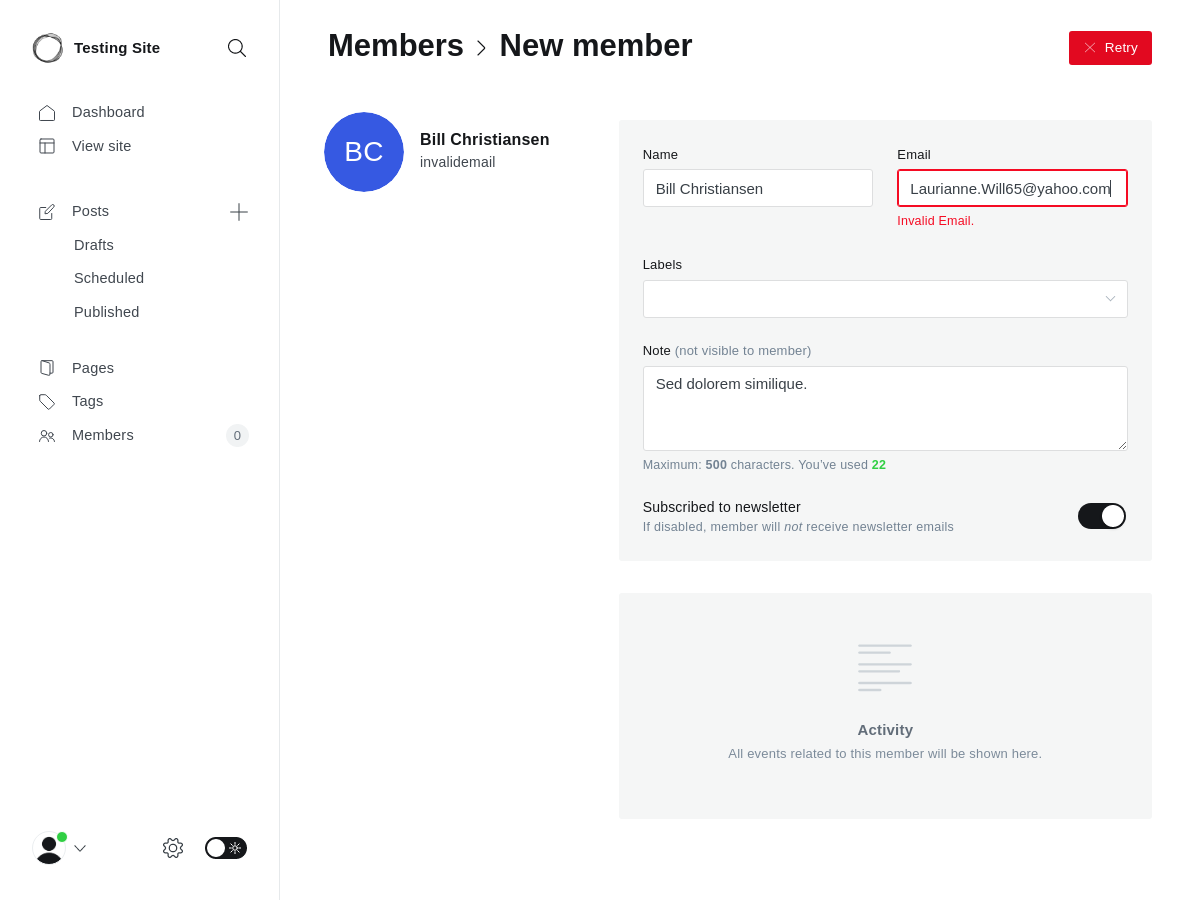 Testing Site
Dashboard
View site
Posts
Drafts
Scheduled
Published
Pages
Tags
Members 0
Members > New member
Retry
BC
Bill Christiansen
invalidemail
Name
Bill Christiansen
Email
Laurianne.Will65@yahoo.com
Invalid Email.
Labels
Note (not visible to member)
Sed dolorem similique.
Maximum: 500 characters. You’ve used 22
Subscribed to newsletter
If disabled, member will not receive newsletter emails
Activity
All events related to this member will be shown here.